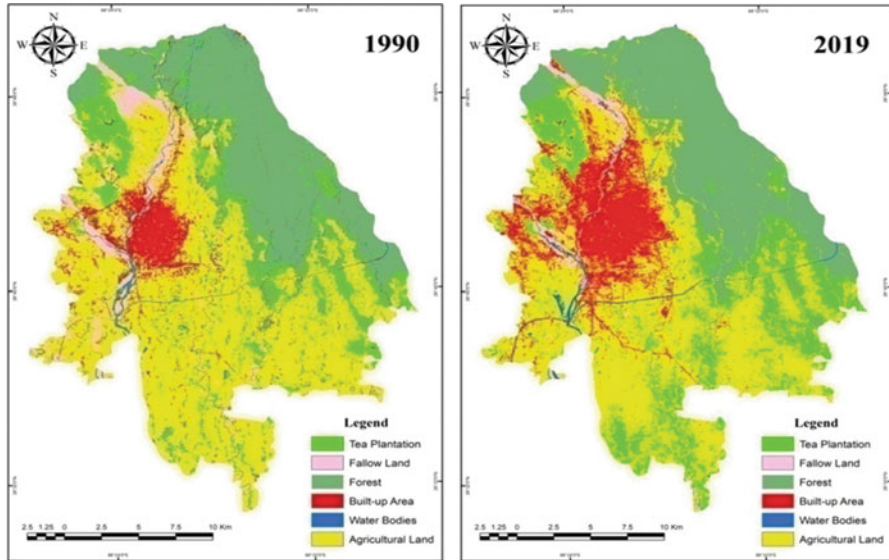 N
W E
S
1990
Legend
Tea Plantation
Fallow Land
Forest
Built-up Area
Water Bodies
Agricultural Land
2.5 1.25 0 2.5 5 7.5 10 Km
N
W E
S
2019
Legend
Tea Plantation
Fallow Land
Forest
Built-up Area
Water Bodies
Agricultural Land
2.5 1.25 0 2.5 5 7.5 10 Km